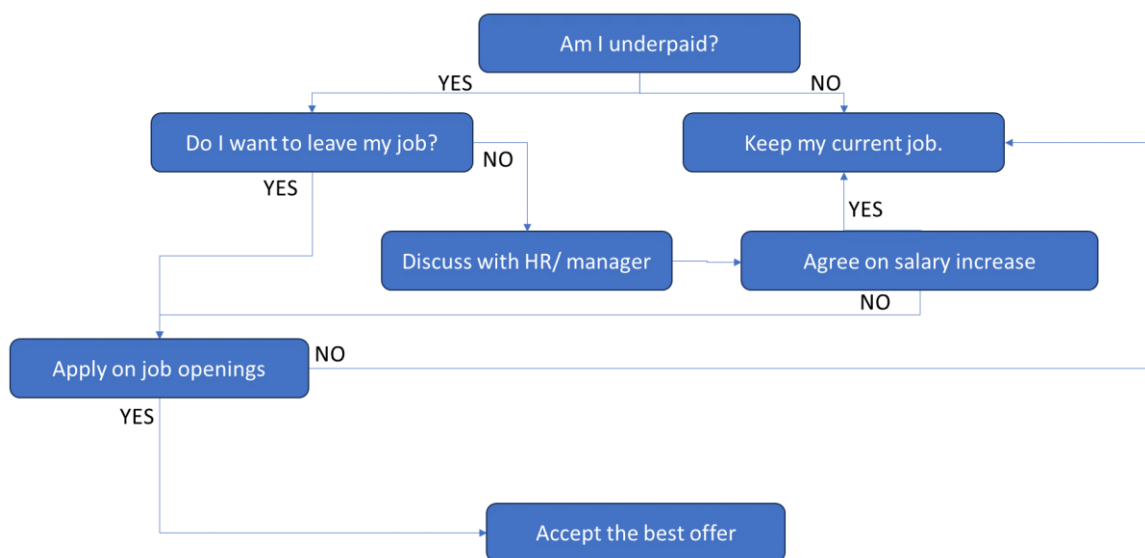 Am I underpaid?
YES
NO
Do I want to leave my job?
Keep my current job.
NO
YES
YES
Discuss with HR/ manager
Agree on salary increase
NO
Apply on job openings
NO
YES
Accept the best offer